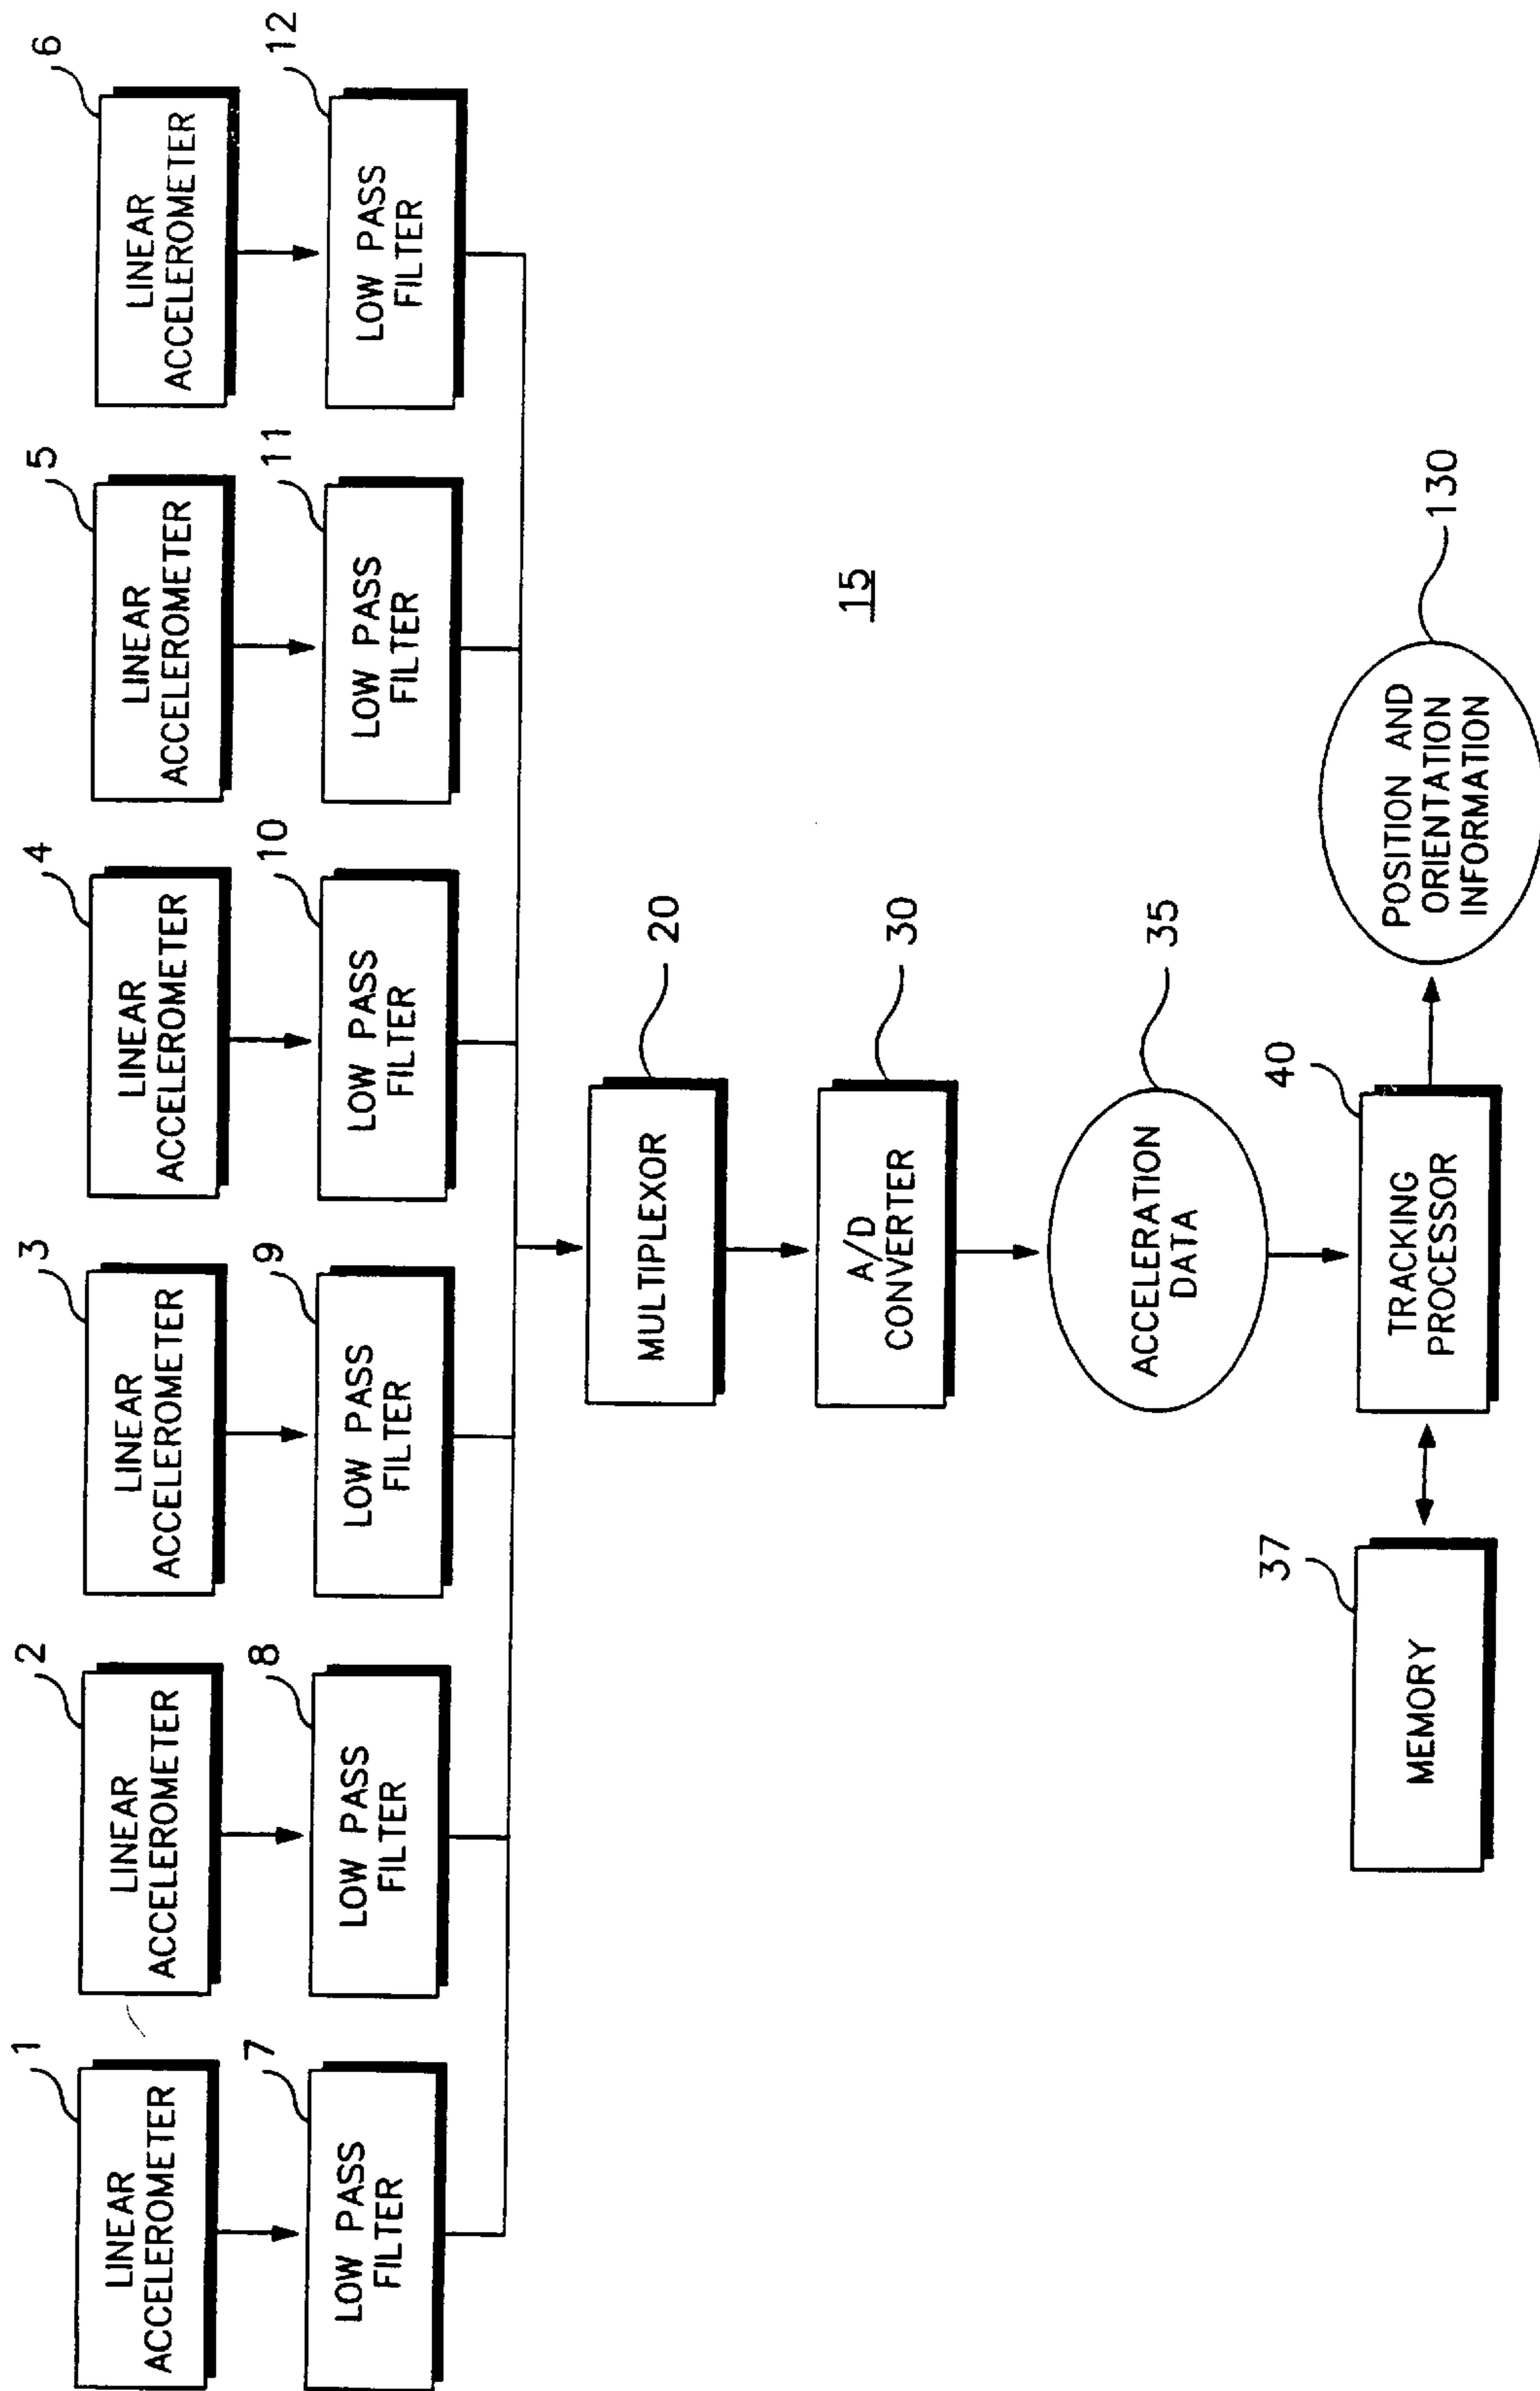 1
2
3
4
5
6
LINEAR
ACCELEROMETER
LINEAR
ACCELEROMETER
LINEAR
ACCELEROMETER
LINEAR
ACCELEROMETER
LINEAR
ACCELEROMETER
LINEAR
ACCELEROMETER
7
8
9
10
11
12
LOW PASS
FILTER
LOW PASS
FILTER
LOW PASS
FILTER
LOW PASS
FILTER
LOW PASS
FILTER
LOW PASS
FILTER
20
MULTIPLEXOR
15
30
A/D
CONVERTER
35
ACCELERATION
DATA
37
40
130
MEMORY
TRACKING
PROCESSOR
POSITION AND
ORIENTATION
INFORMATION